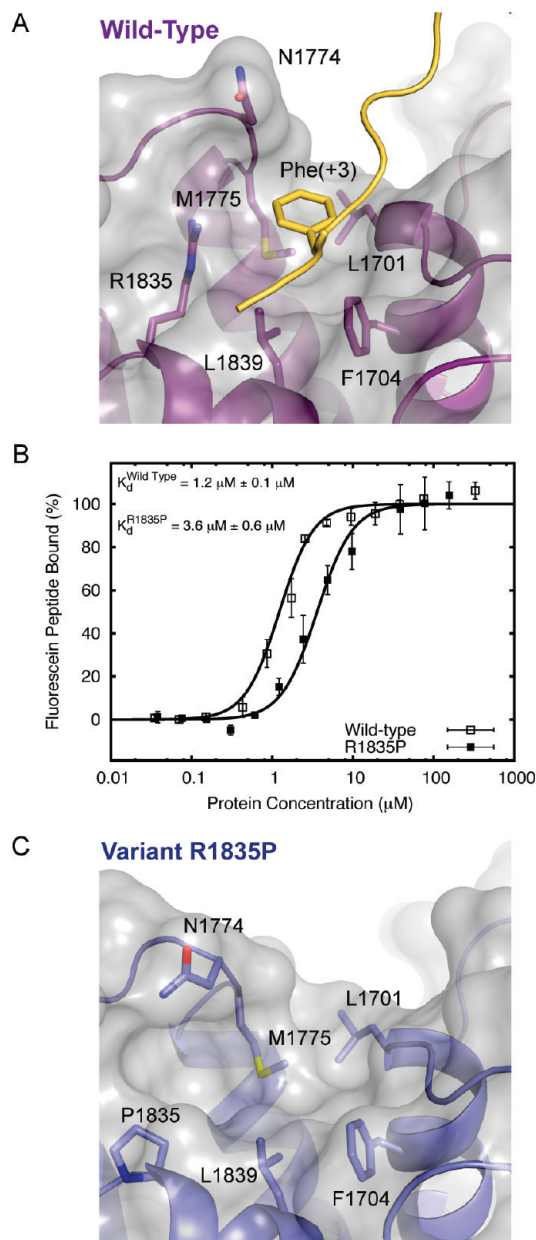 A
Wild-Type
N1774
Phe(+3)
M1775
R1835
L1701
L1839
F1704
B
K_d^Wild Type = 1.2 µM ± 0.1 µM
K_d^R1835P = 3.6 µM ± 0.6 µM
Fluorescein Peptide Bound (%)
100
80
60
40
20
0
Wild-type
R1835P
0.01 0.1 1 10 100 1000
Protein Concentration (µM)
C
Variant R1835P
N1774
L1701
M1775
P1835
L1839
F1704